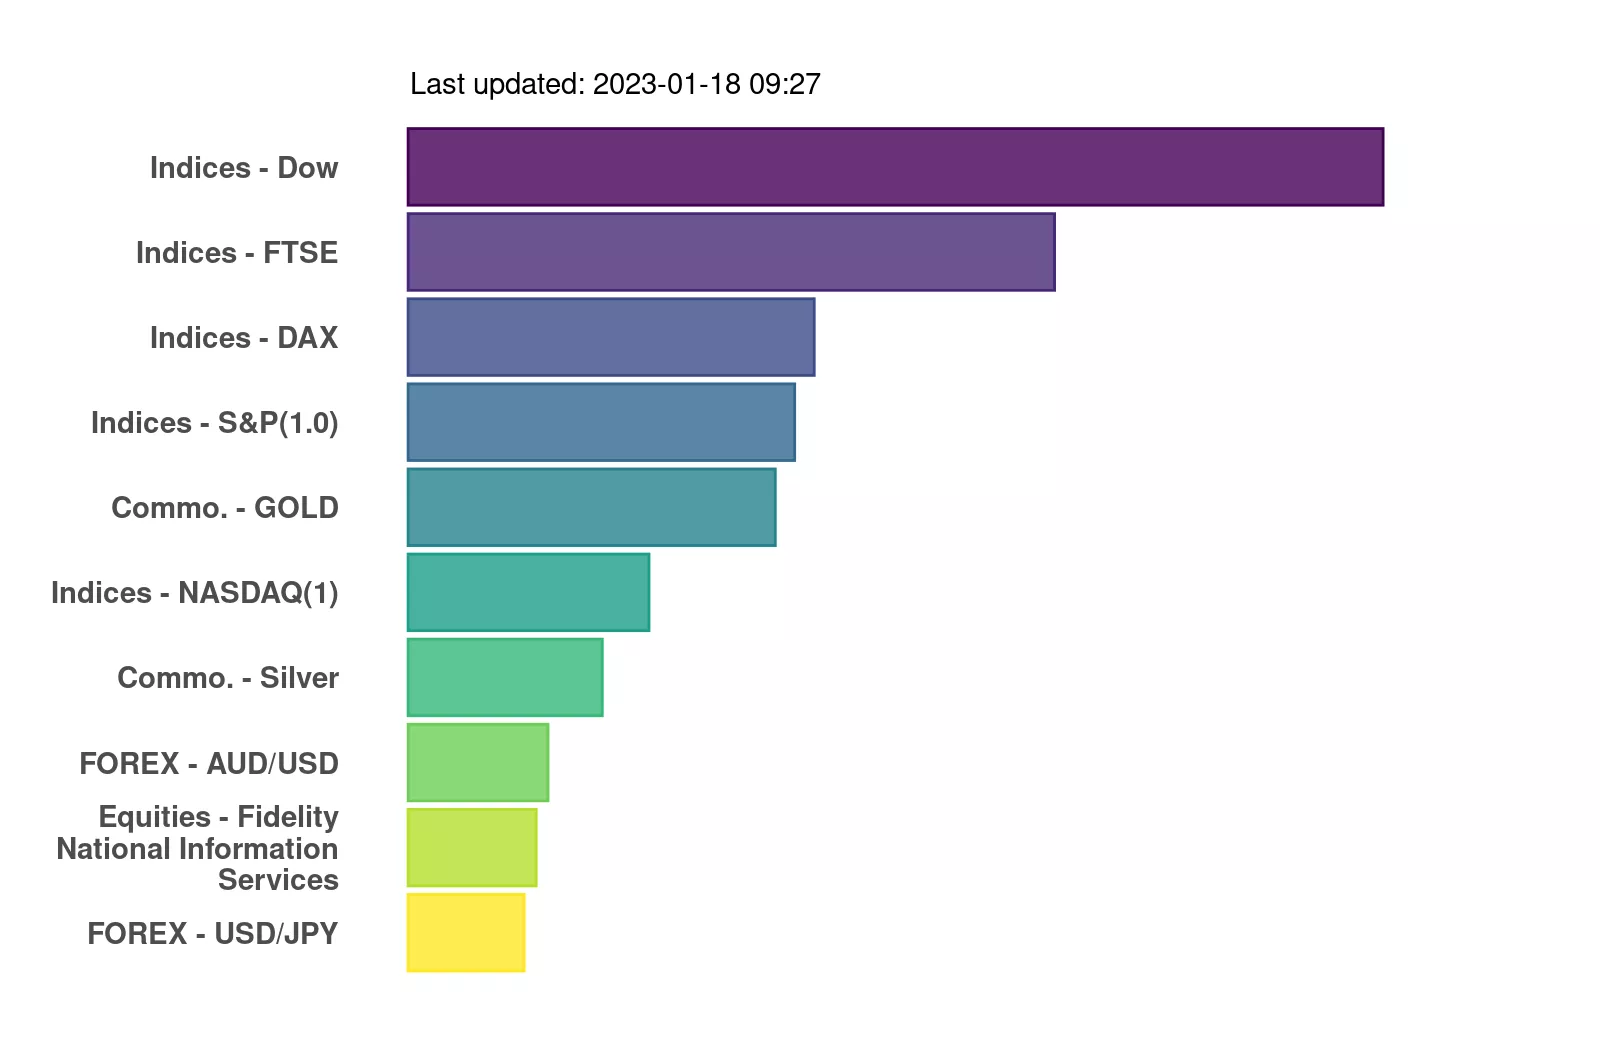 Last updated: 2023-01-18 09:27
Indices - Dow
Indices - FTSE
Indices - DAX
Indices - S&P(1.0)
Commo. - GOLD
Indices - NASDAQ(1)
Commo. - Silver
FOREX - AUD/USD
Equities - Fidelity
National Information
Services
FOREX - USD/JPY